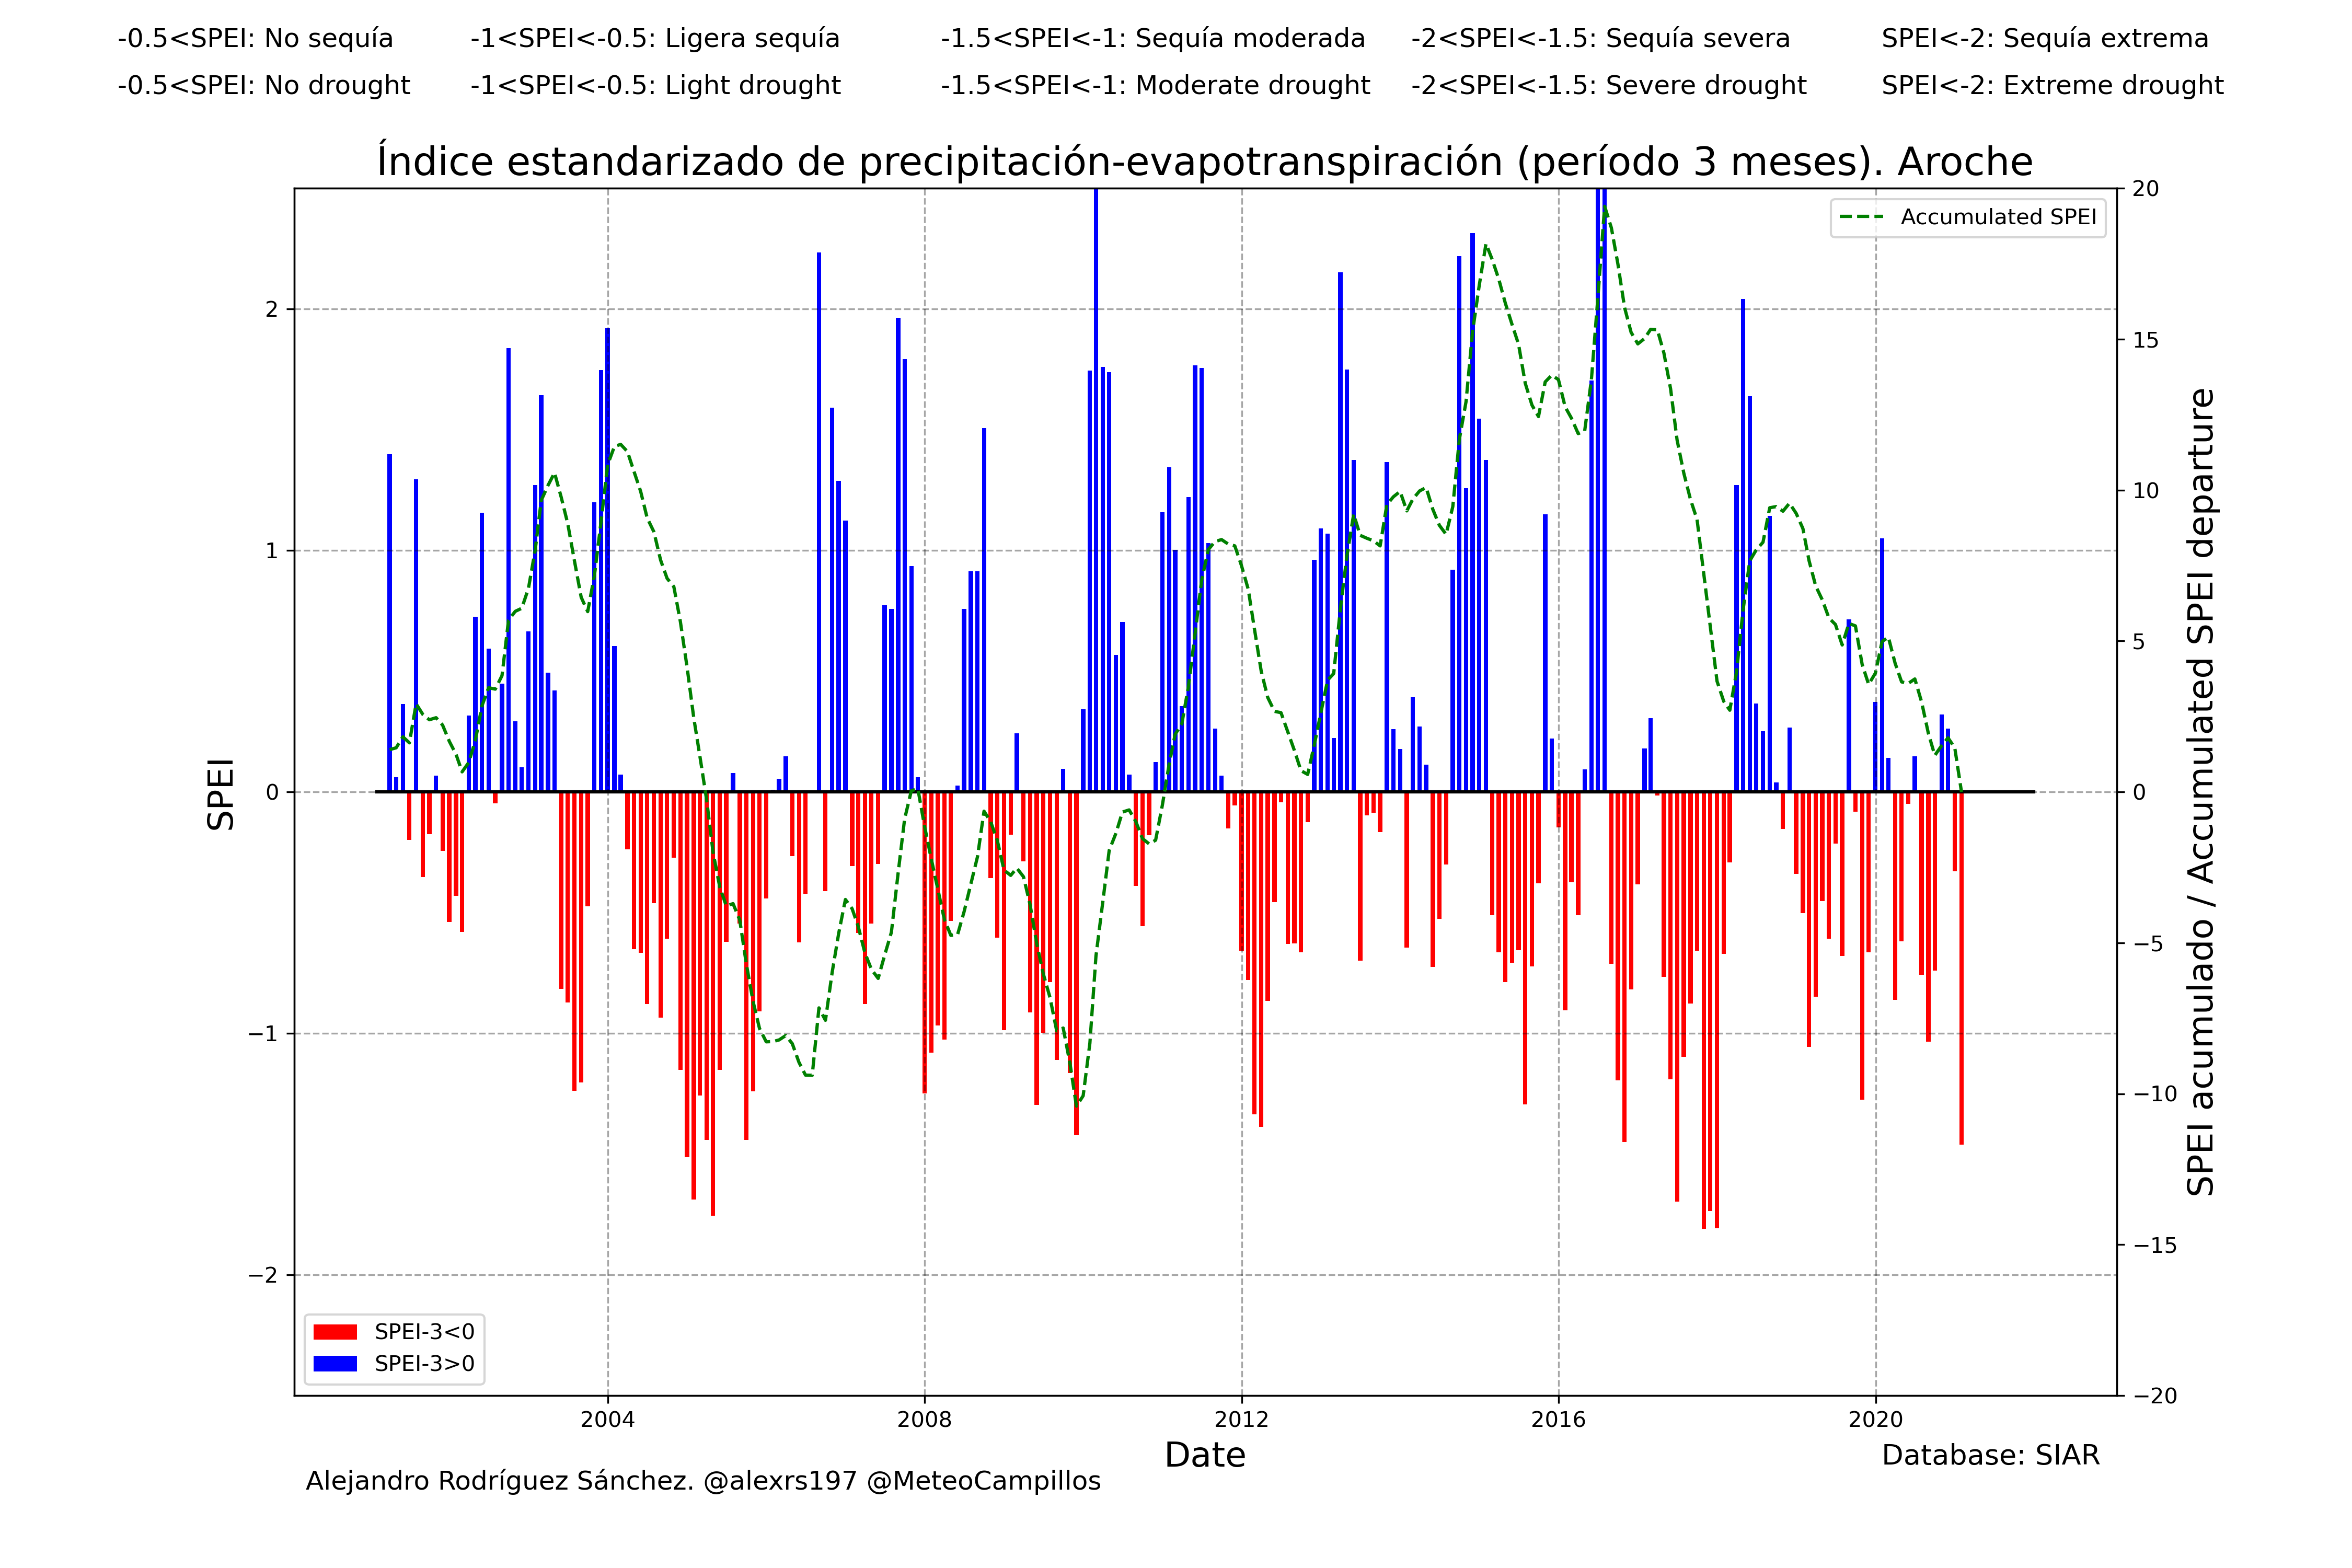 -0.5<SPEI: No sequía -1<SPEI<-0.5: Ligera sequía -1.5<SPEI<-1: Sequía moderada -2<SPEI<-1.5: Sequía severa SPEI<-2: Sequía extrema
-0.5<SPEI: No drought -1<SPEI<-0.5: Light drought -1.5<SPEI<-1: Moderate drought -2<SPEI<-1.5: Severe drought SPEI<-2: Extreme drought
Índice estandarizado de precipitación-evapotranspiración (período 3 meses). Aroche
Accumulated SPEI
SPEI
2
1
0
−1
−2
20
15
10
5
0
−5
−10
−15
−20
SPEI acumulado / Accumulated SPEI departure
SPEI-3<0
SPEI-3>0
2004 2008 2012 2016 2020
Date
Database: SIAR
Alejandro Rodríguez Sánchez. @alexrs197 @MeteoCampillos